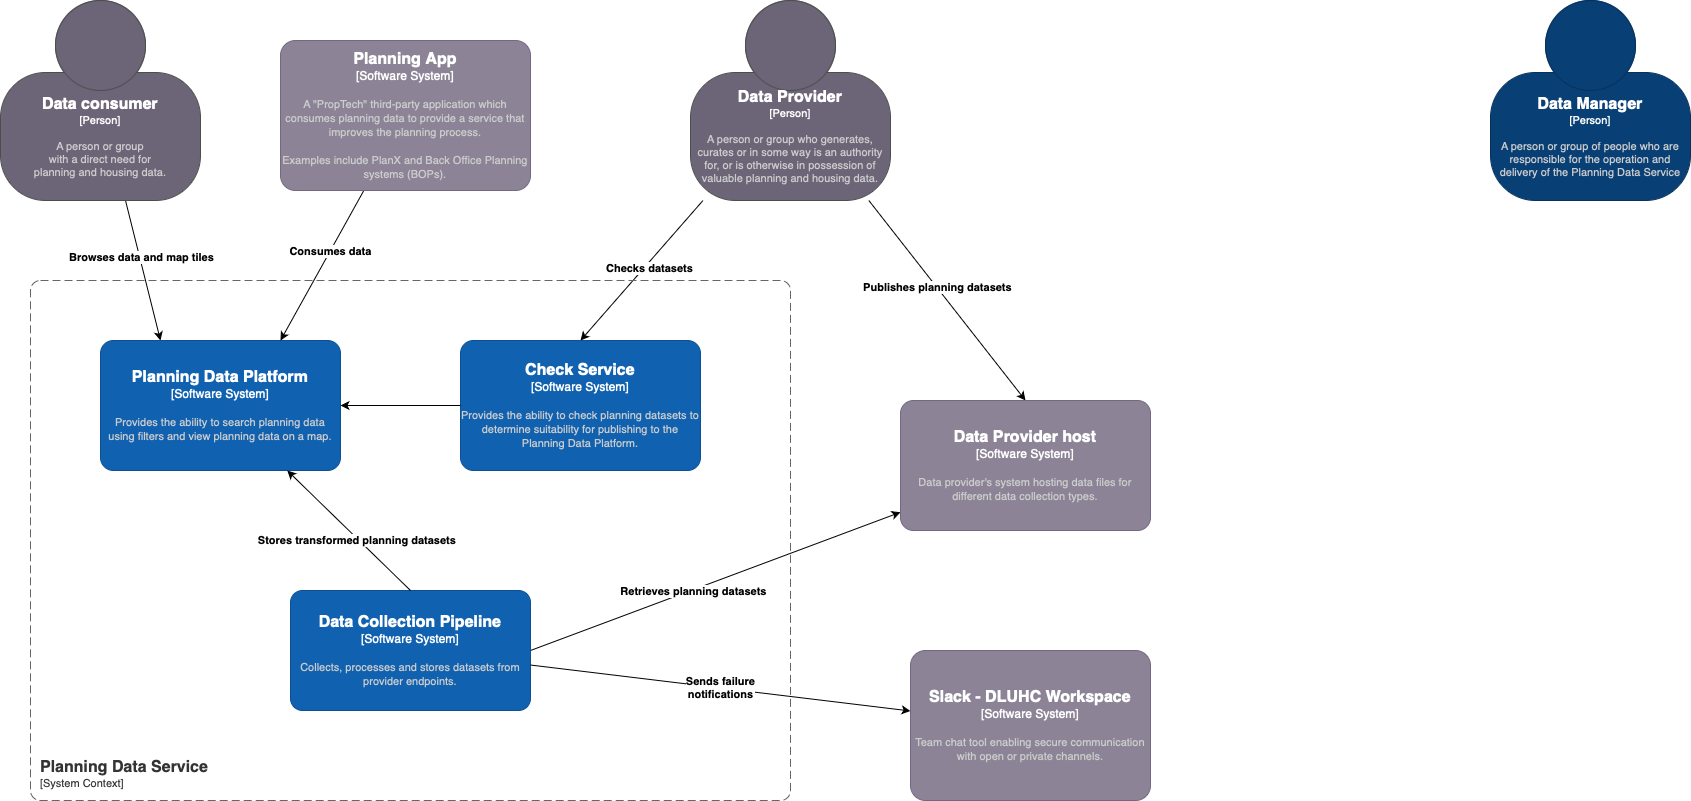 Data consumer
[Person]
A person or group
with a direct need for
planning and housing data.
Planning App
[Software System]
A "PropTech" third-party application which
consumes planning data to provide a service that
improves the planning process.
Examples include PlanX and Back Office Planning
systems (BOPs).
Data Provider
[Person]
A person or group who generates,
curates or in some way is an authority
for, or is otherwise in possession of
valuable planning and housing data.
Data Manager
[Person]
A person or group of people who are
responsible for the operation and
delivery of the Planning Data Service
Browses data and map tiles
Consumes data
Checks datasets
Publishes planning datasets
Planning Data Platform
[Software System]
Provides the ability to search planning data
using filters and view planning data on a map.
Check Service
[Software System]
Provides the ability to check planning datasets to
determine suitability for publishing to the
Planning Data Platform.
Data Provider host
[Software System]
Data provider's system hosting data files for
different data collection types.
Stores transformed planning datasets
Retrieves planning datasets
Data Collection Pipeline
[Software System]
Collects, processes and stores datasets from
provider endpoints.
Sends failure
notifications
Slack - DLUHC Workspace
[Software System]
Team chat tool enabling secure communication
with open or private channels.
Planning Data Service
[System Context]